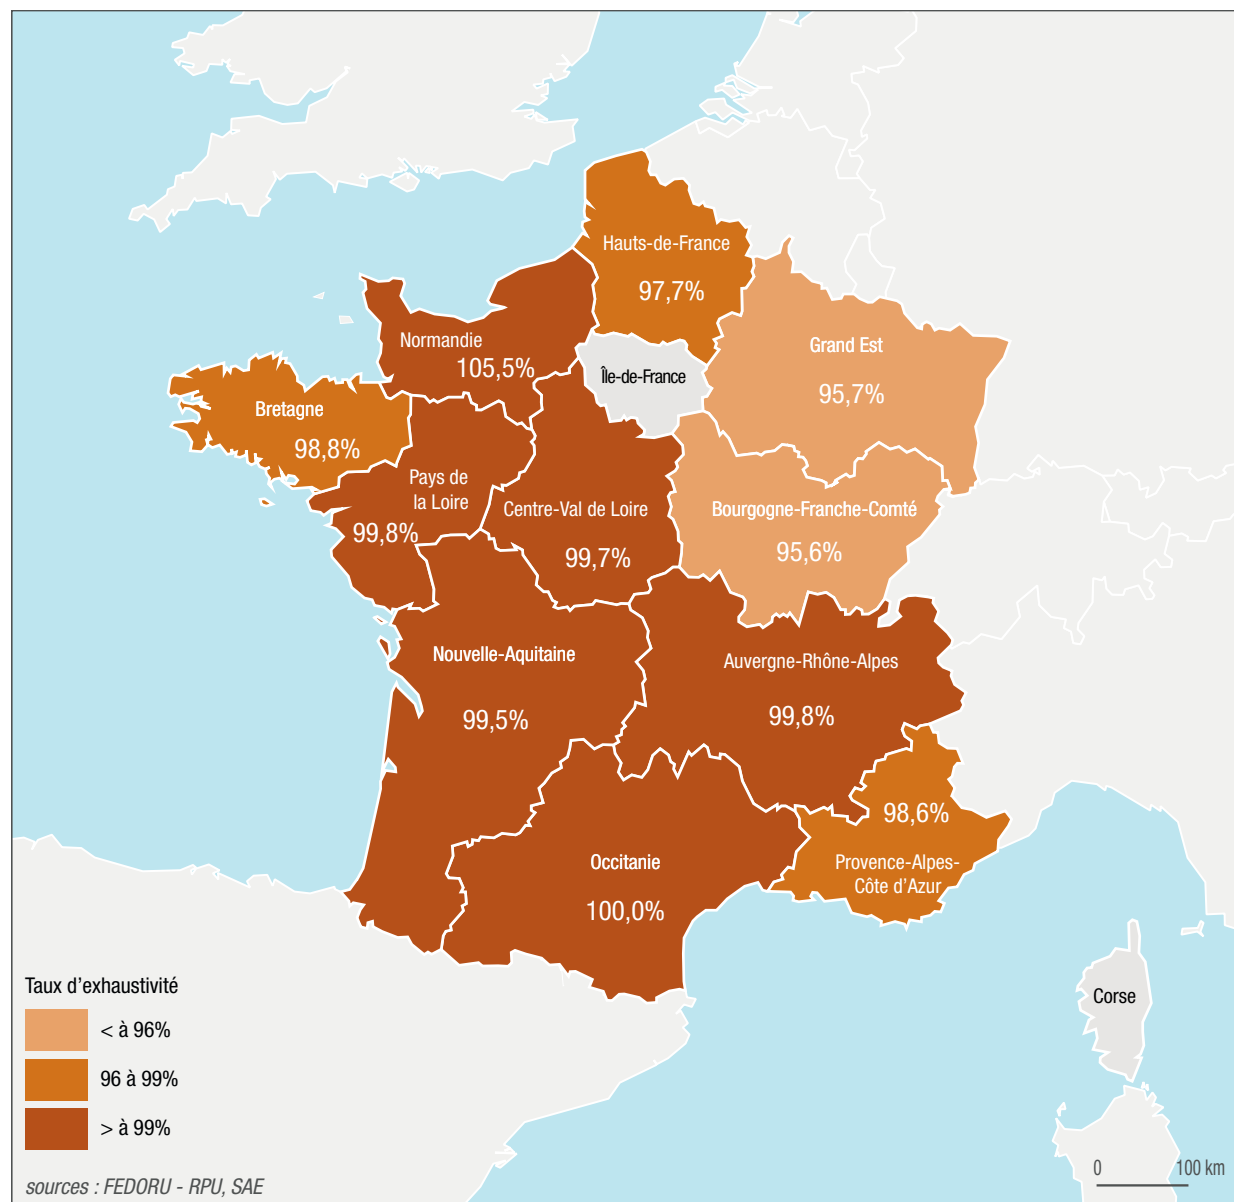 Hauts-de-France
97,7%
Normandie
105,5%
Île-de-France
Grand Est
95,7%
Bretagne
98,8%
Pays de
la Loire
99,8%
Centre-Val de Loire
99,7%
Bourgogne-Franche-Comté
95,6%
Nouvelle-Aquitaine
99,5%
Auvergne-Rhône-Alpes
99,8%
98,6%
Provence-Alpes-
Côte d'Azur
Occitanie
100,0%
Corse
Taux d'exhaustivité
< à 96%
96 à 99%
> à 99%
sources : FEDORU - RPU, SAE
0 100 km